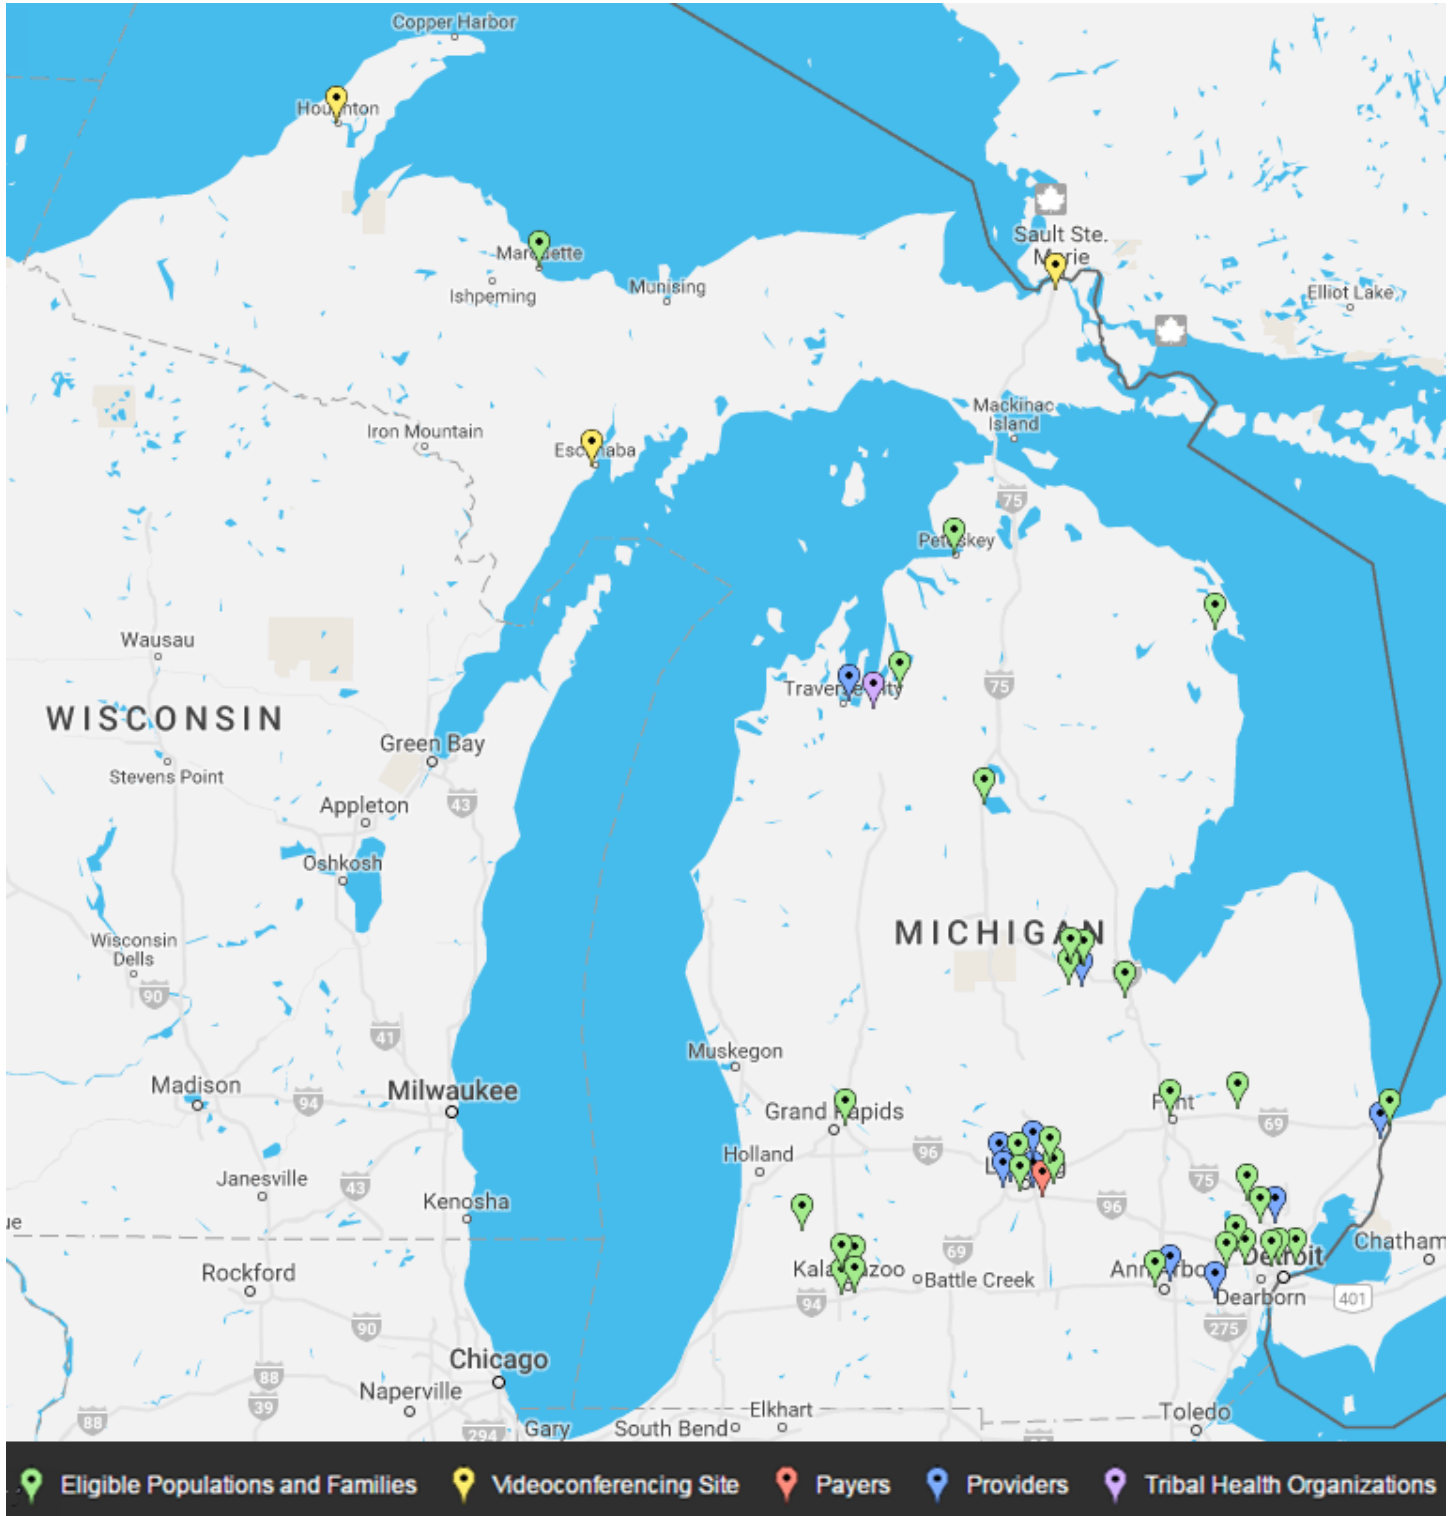 Copper Harbor
Houghton
Sault Ste.
Marie
Marquette
Ishpeming
Munising
Elliot Lake
Mackinac
Island
Iron Mountain
Escanaba
75
Petoskey
Wausau
Traverse City
75
WISCONSIN
Green Bay
Stevens Point
Appleton
43
Oshkosh
MICHIGAN
Wisconsin
Dells
90
41
Muskegon
Madison
94
Milwaukee
Grand Rapids
Flint
69
Holland
96
Lansing
75
Janesville
43
Kenosha
96
ue
69
Chatham
Rockford
Kalamazoo
Battle Creek
Ann Arbor
Detroit
Dearborn
94
401
90
275
Chicago
88
Naperville
39
88
294
Gary
South Bend
Elkhart
Toledo
Eligible Populations and Families
Videoconferencing Site
Payers
Providers
Tribal Health Organizations